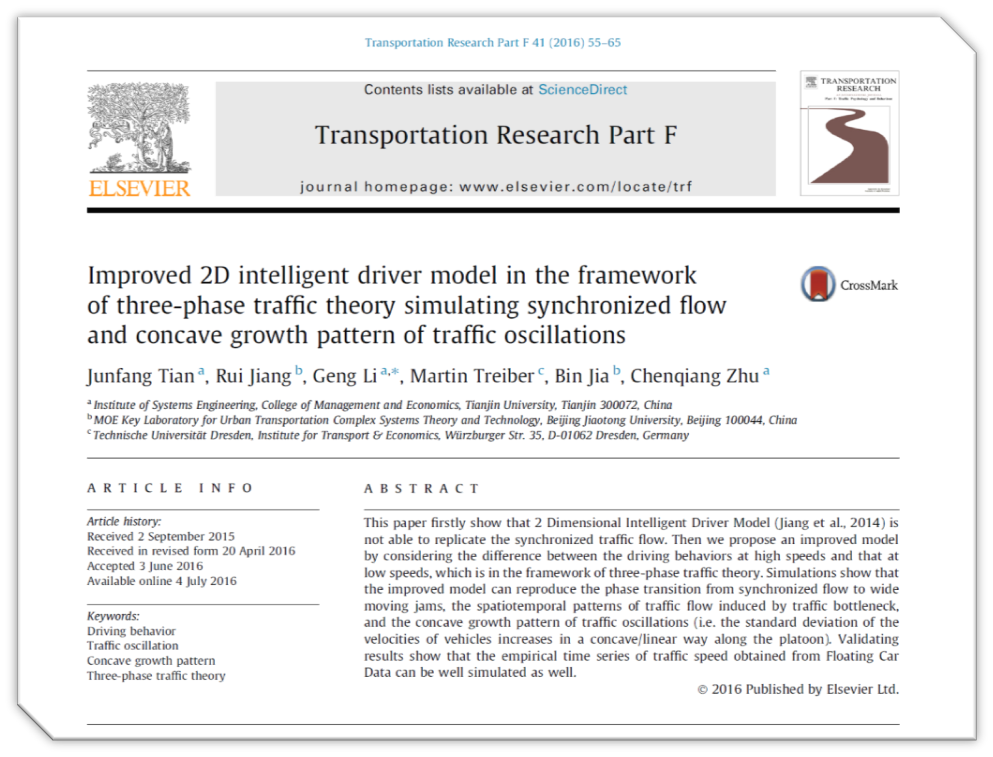 Transportation Research Part F 41 (2016) 55–65
Contents lists available at ScienceDirect
Transportation Research Part F
journal homepage: www.elsevier.com/locate/trf
ELSEVIER
TRANSPORTATION
RESEARCH
Improved 2D intelligent driver model in the framework
of three-phase traffic theory simulating synchronized flow
and concave growth pattern of traffic oscillations
CrossMark
Junfang Tian a, Rui Jiang b, Geng Li a,*, Martin Treiber c, Bin Jia b, Chenqiang Zhu a
a Institute of Systems Engineering, College of Management and Economics, Tianjin University, Tianjin 300072, China
b MOE Key Laboratory for Urban Transportation Complex Systems Theory and Technology, Beijing Jiaotong University, Beijing 100044, China
c Technische Universität Dresden, Institute for Transport & Economics, Würzburger Str. 35, D-01062 Dresden, Germany
ARTICLE INFO
Article history:
Received 2 September 2015
Received in revised form 20 April 2016
Accepted 3 June 2016
Available online 4 July 2016
Keywords:
Driving behavior
Traffic oscillation
Concave growth pattern
Three-phase traffic theory
ABSTRACT
This paper firstly show that 2 Dimensional Intelligent Driver Model (Jiang et al., 2014) is
not able to replicate the synchronized traffic flow. Then we propose an improved model
by considering the difference between the driving behaviors at high speeds and that at
low speeds, which is in the framework of three-phase traffic theory. Simulations show that
the improved model can reproduce the phase transition from synchronized flow to wide
moving jams, the spatiotemporal patterns of traffic flow induced by traffic bottleneck,
and the concave growth pattern of traffic oscillations (i.e. the standard deviation of the
velocities of vehicles increases in a concave/linear way along the platoon). Validating
results show that the empirical time series of traffic speed obtained from Floating Car
Data can be well simulated as well.
© 2016 Published by Elsevier Ltd.